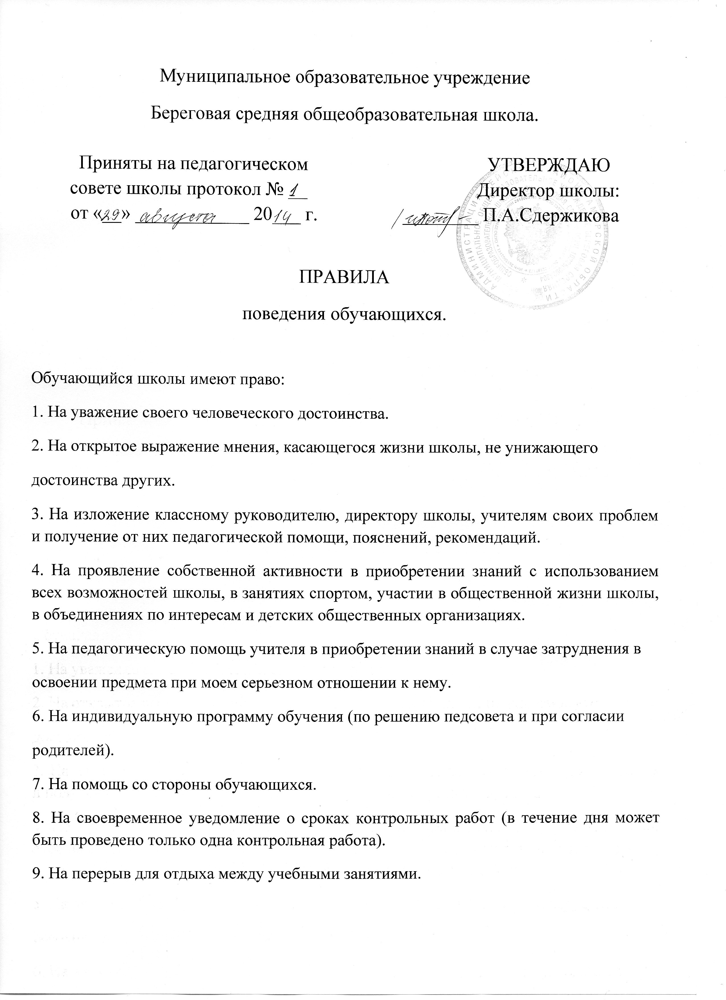 Муниципальное образовательное учреждение
Береговая средняя общеобразовательная школа.
Приняты на педагогическом
совете школы протокол № 1
от «29» августа 2014 г.
УТВЕРЖДАЮ
Директор школы:
П.А.Сдержикова
ПРАВИЛА
поведения обучающихся.
Обучающийся школы имеют право:
1. На уважение своего человеческого достоинства.
2. На открытое выражение мнения, касающегося жизни школы, не унижающего
достоинства других.
3. На изложение классному руководителю, директору школы, учителям своих проблем
и получение от них педагогической помощи, пояснений, рекомендаций.
4. На проявление собственной активности в приобретении знаний с использованием
всех возможностей школы, в занятиях спортом, участии в общественной жизни школы,
в объединениях по интересам и детских общественных организациях.
5. На педагогическую помощь учителя в приобретении знаний в случае затруднения в
освоении предмета при моем серьезном отношении к нему.
6. На индивидуальную программу обучения (по решению педсовета и при согласии
родителей).
7. На помощь со стороны обучающихся.
8. На своевременное уведомление о сроках контрольных работ (в течение дня может
быть проведено только одна контрольная работа).
9. На перерыв для отдыха между учебными занятиями.